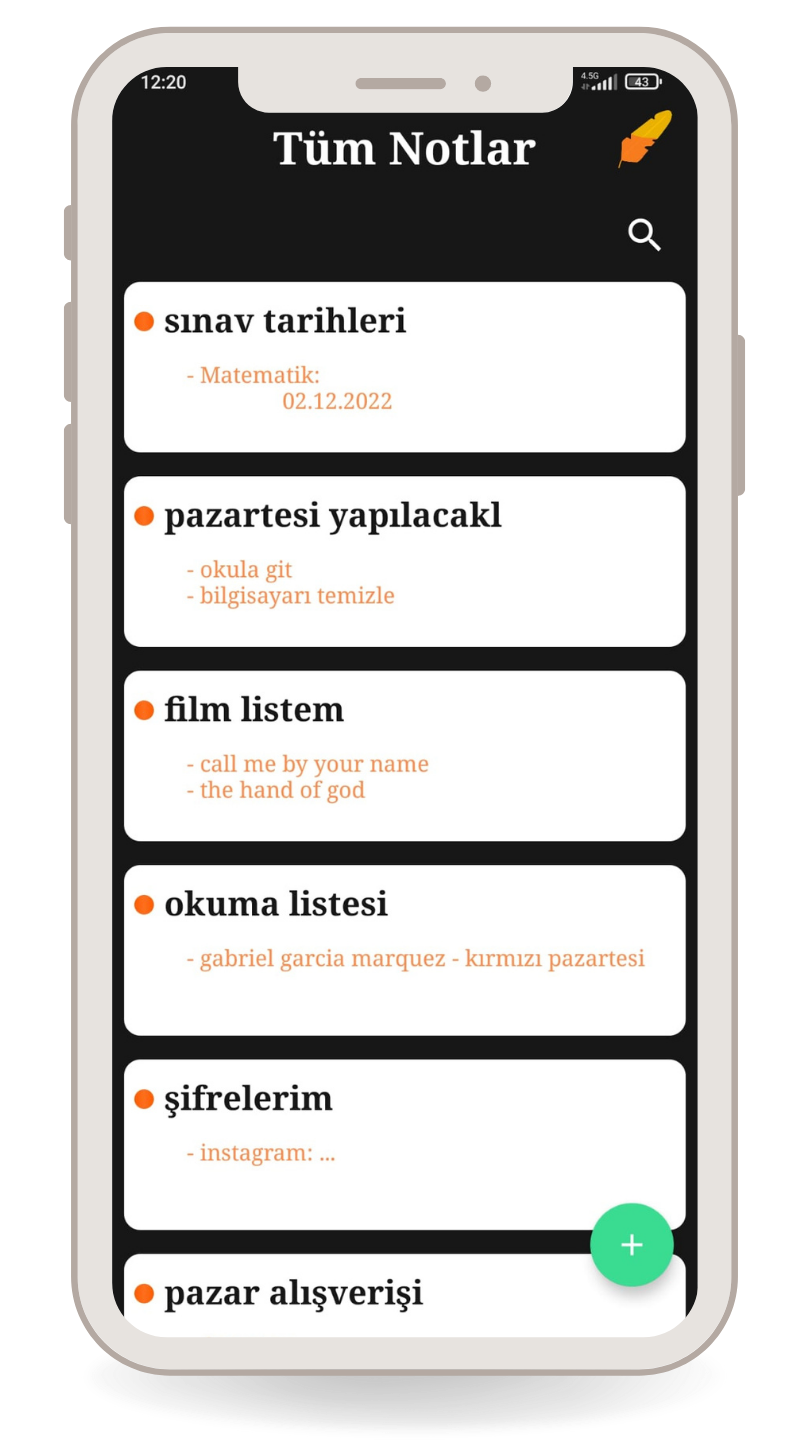 12:20
4.5G
43
Tüm Notlar
sınav tarihleri
- Matematik:
02.12.2022
pazartesi yapılacakl
- okula git
- bilgisayarı temizle
film listem
- call me by your name
- the hand of god
okuma listesi
- gabriel garcia marquez - kırmızı pazartesi
şifrelerim
- instagram: ...
+
pazar alışverişi